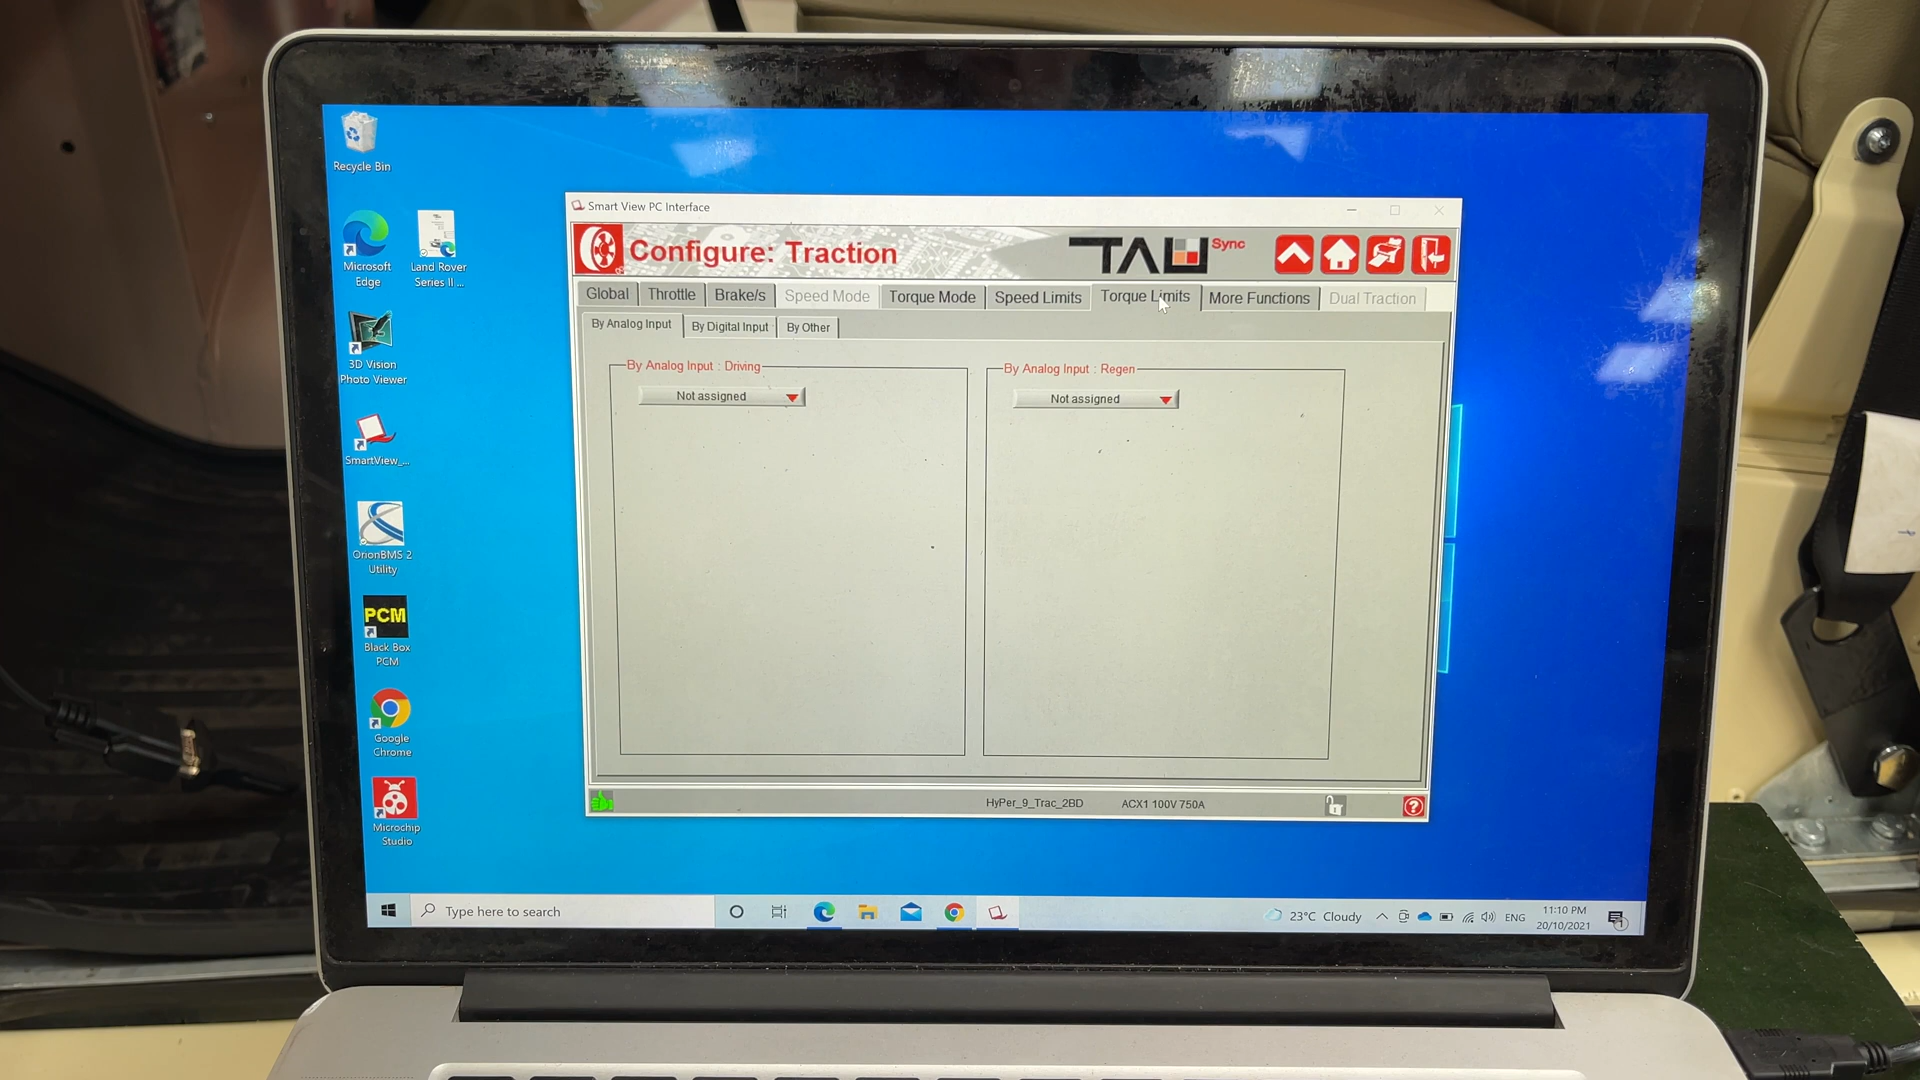 Recycle Bin
Microsoft
Edge
Land Rover
Series II ...
3D Vision
Photo Viewer
SmartView_...
OrionBMS 2
Utility
PCM
Black Box
PCM
Google
Chrome
Microchip
Studio
Smart View PC Interface
Configure: Traction
TAU Sync
Global
Throttle
Brake/s
Speed Mode
Torque Mode
Speed Limits
Torque Limits
More Functions
Dual Traction
By Analog Input
By Digital Input
By Other
By Analog Input : Driving
Not assigned
By Analog Input : Regen
Not assigned
HyPer_9_Trac_2BD
ACX1 100V 750A
?
Type here to search
23°C Cloudy
ENG
11:10 PM
20/10/2021
1